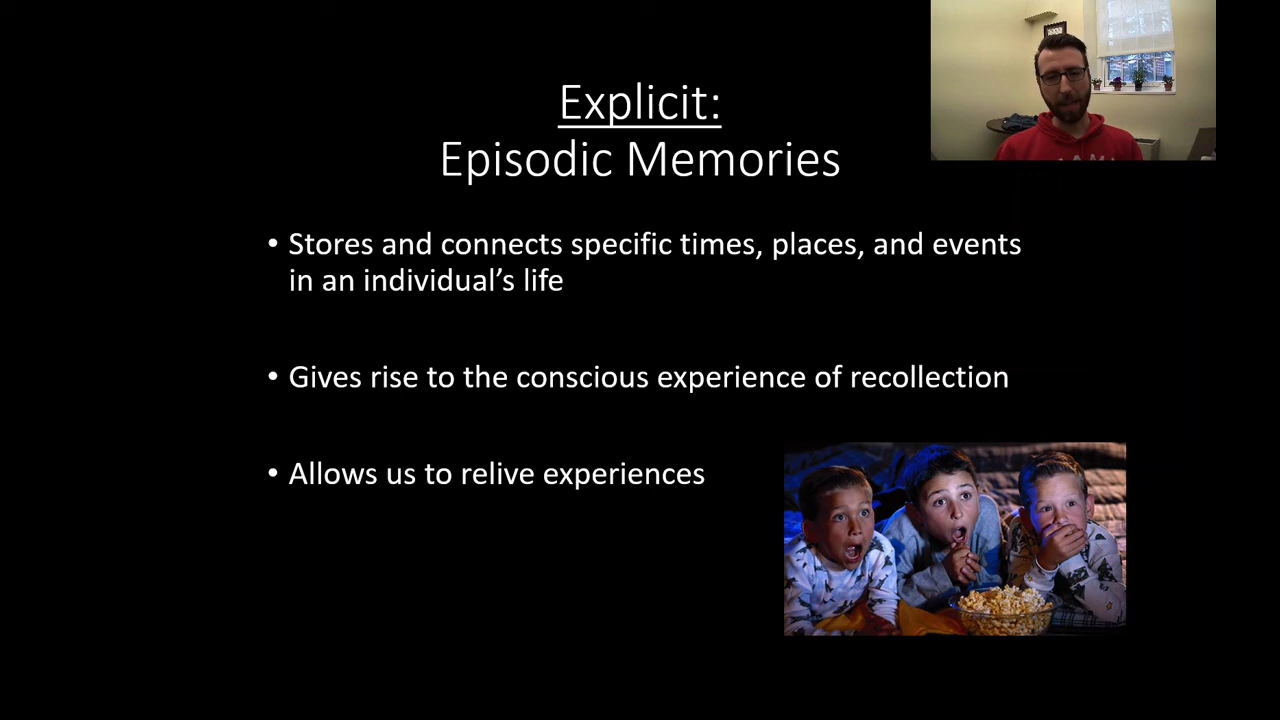 Explicit:
Episodic Memories
• Stores and connects specific times, places, and events
in an individual’s life
• Gives rise to the conscious experience of recollection
• Allows us to relive experiences